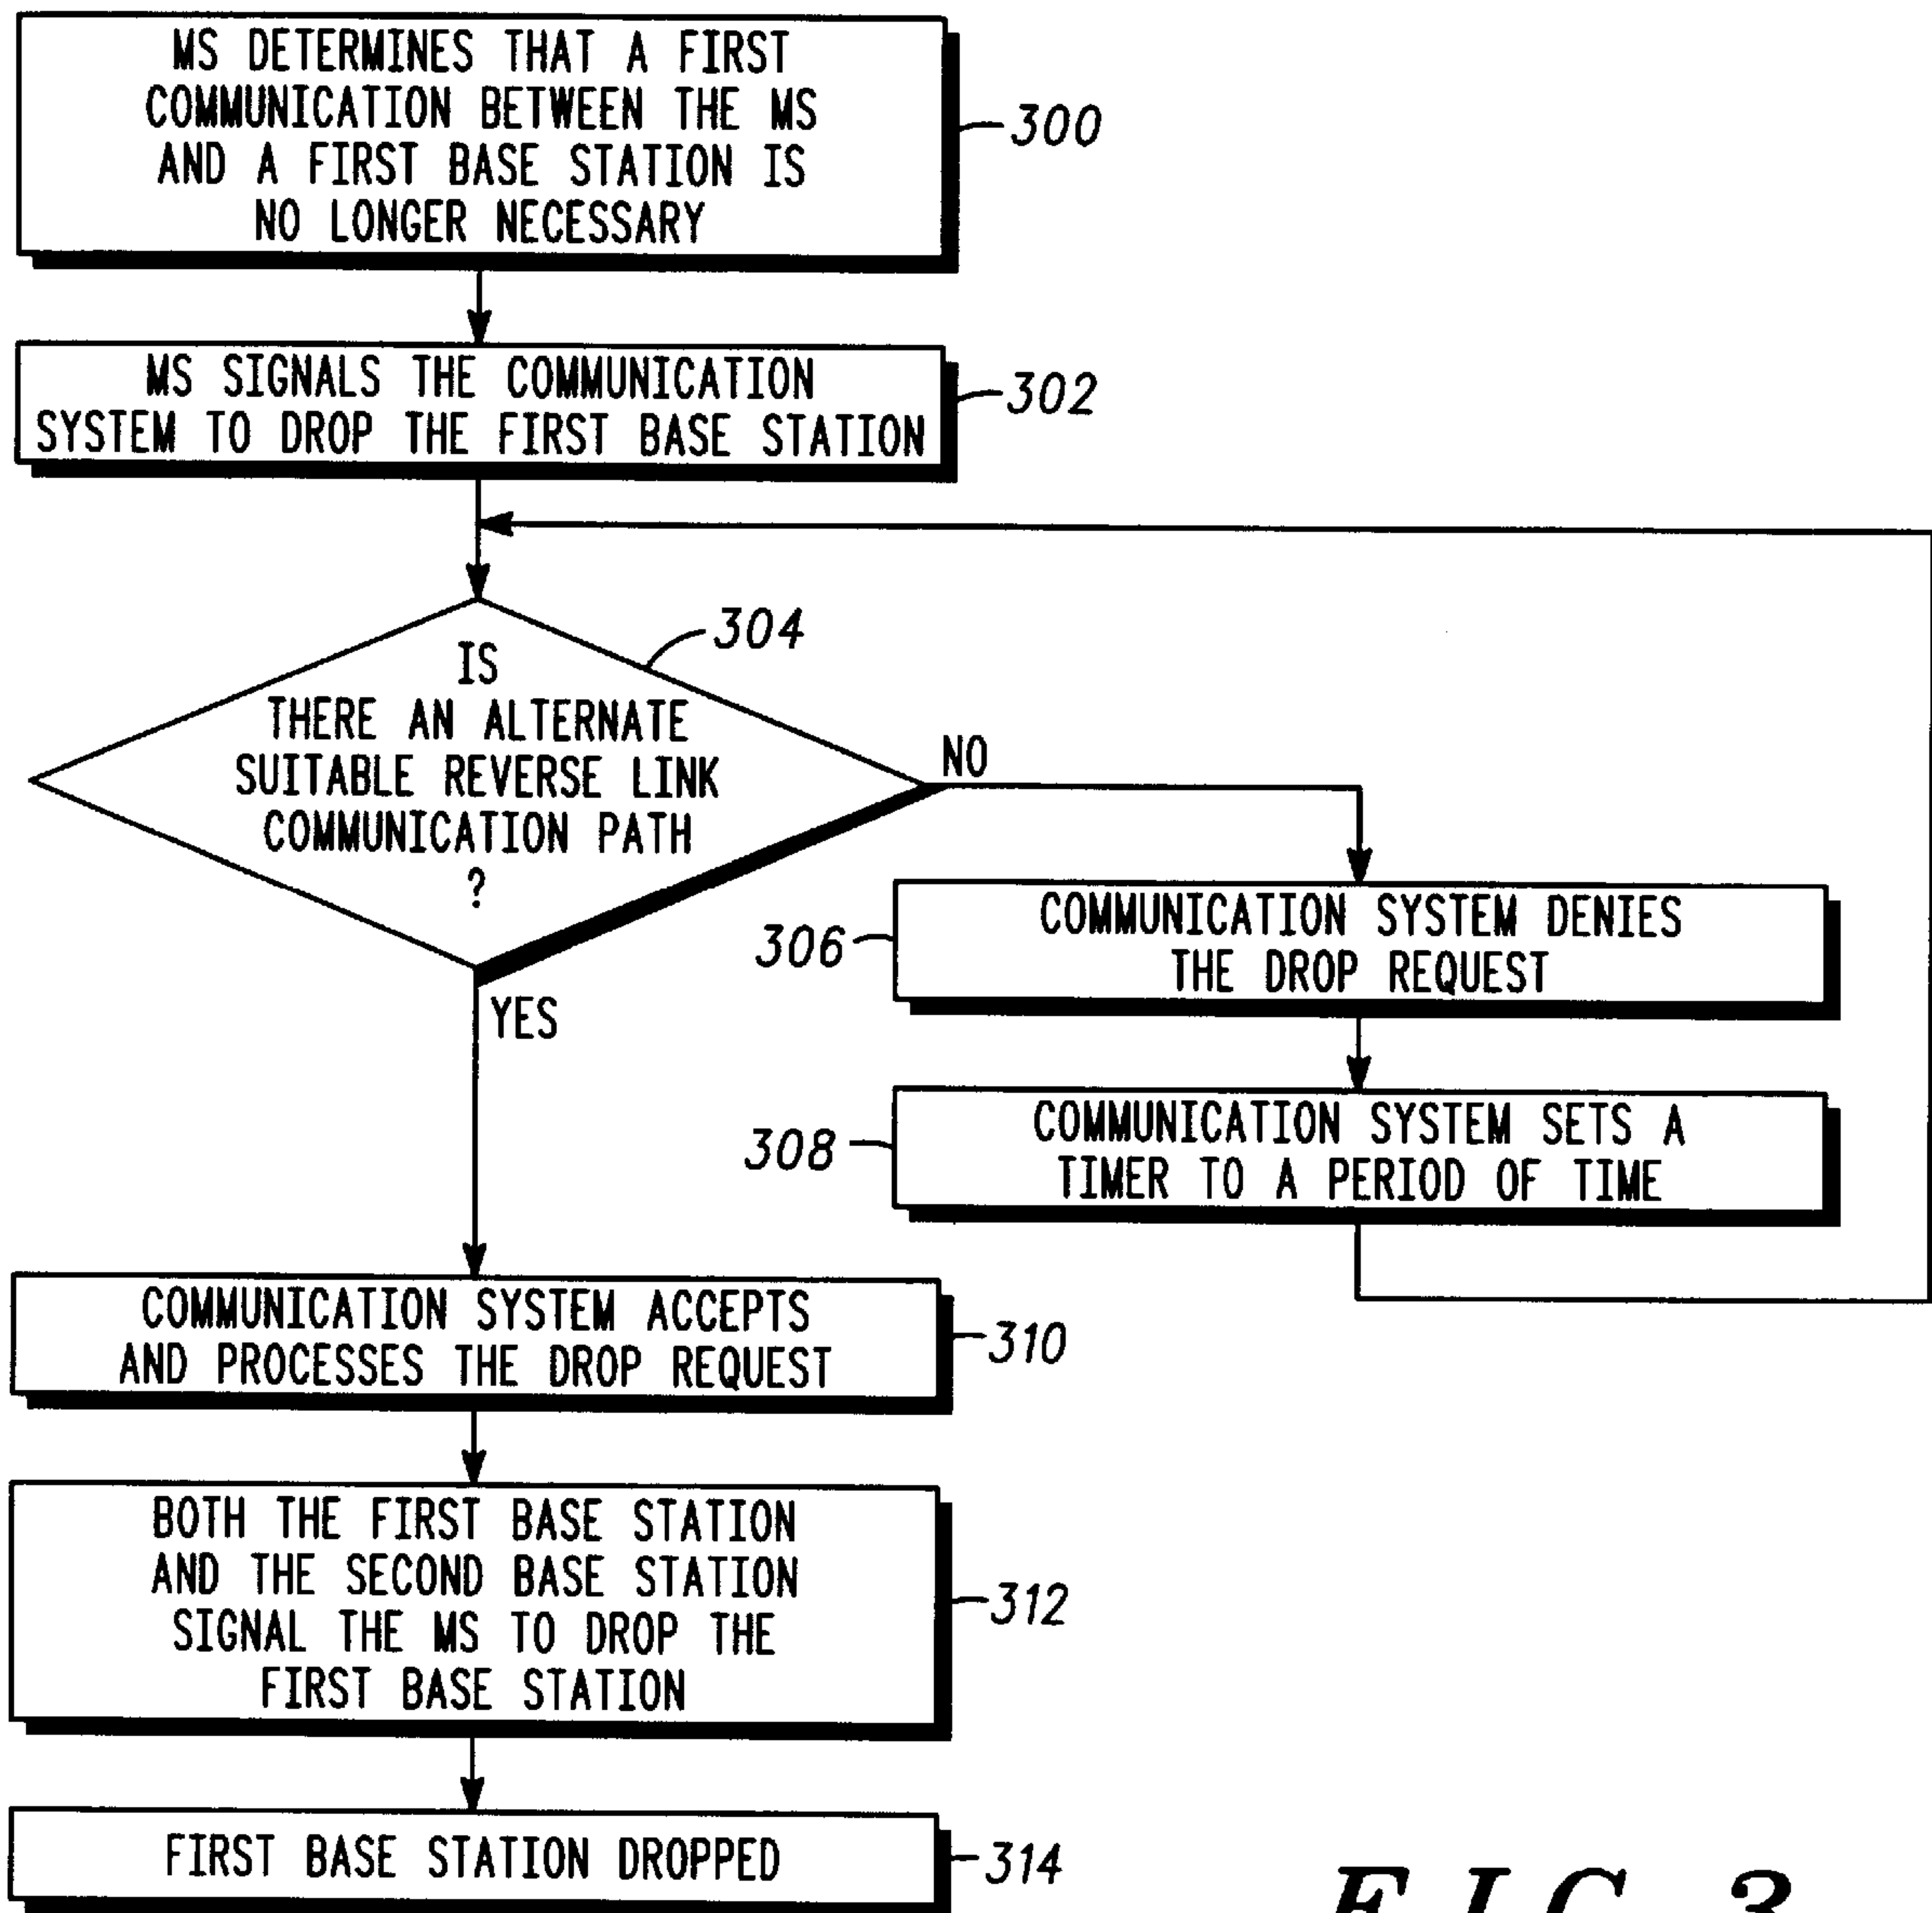 MS DETERMINES THAT A FIRST
COMMUNICATION BETWEEN THE MS
AND A FIRST BASE STATION IS
NO LONGER NECESSARY
300
MS SIGNALS THE COMMUNICATION
SYSTEM TO DROP THE FIRST BASE STATION
302
304
IS
THERE AN ALTERNATE
SUITABLE REVERSE LINK
COMMUNICATION PATH
?
NO
YES
306
COMMUNICATION SYSTEM DENIES
THE DROP REQUEST
308
COMMUNICATION SYSTEM SETS A
TIMER TO A PERIOD OF TIME
COMMUNICATION SYSTEM ACCEPTS
AND PROCESSES THE DROP REQUEST
310
BOTH THE FIRST BASE STATION
AND THE SECOND BASE STATION
SIGNAL THE MS TO DROP THE
FIRST BASE STATION
312
FIRST BASE STATION DROPPED
314
FIG. 3